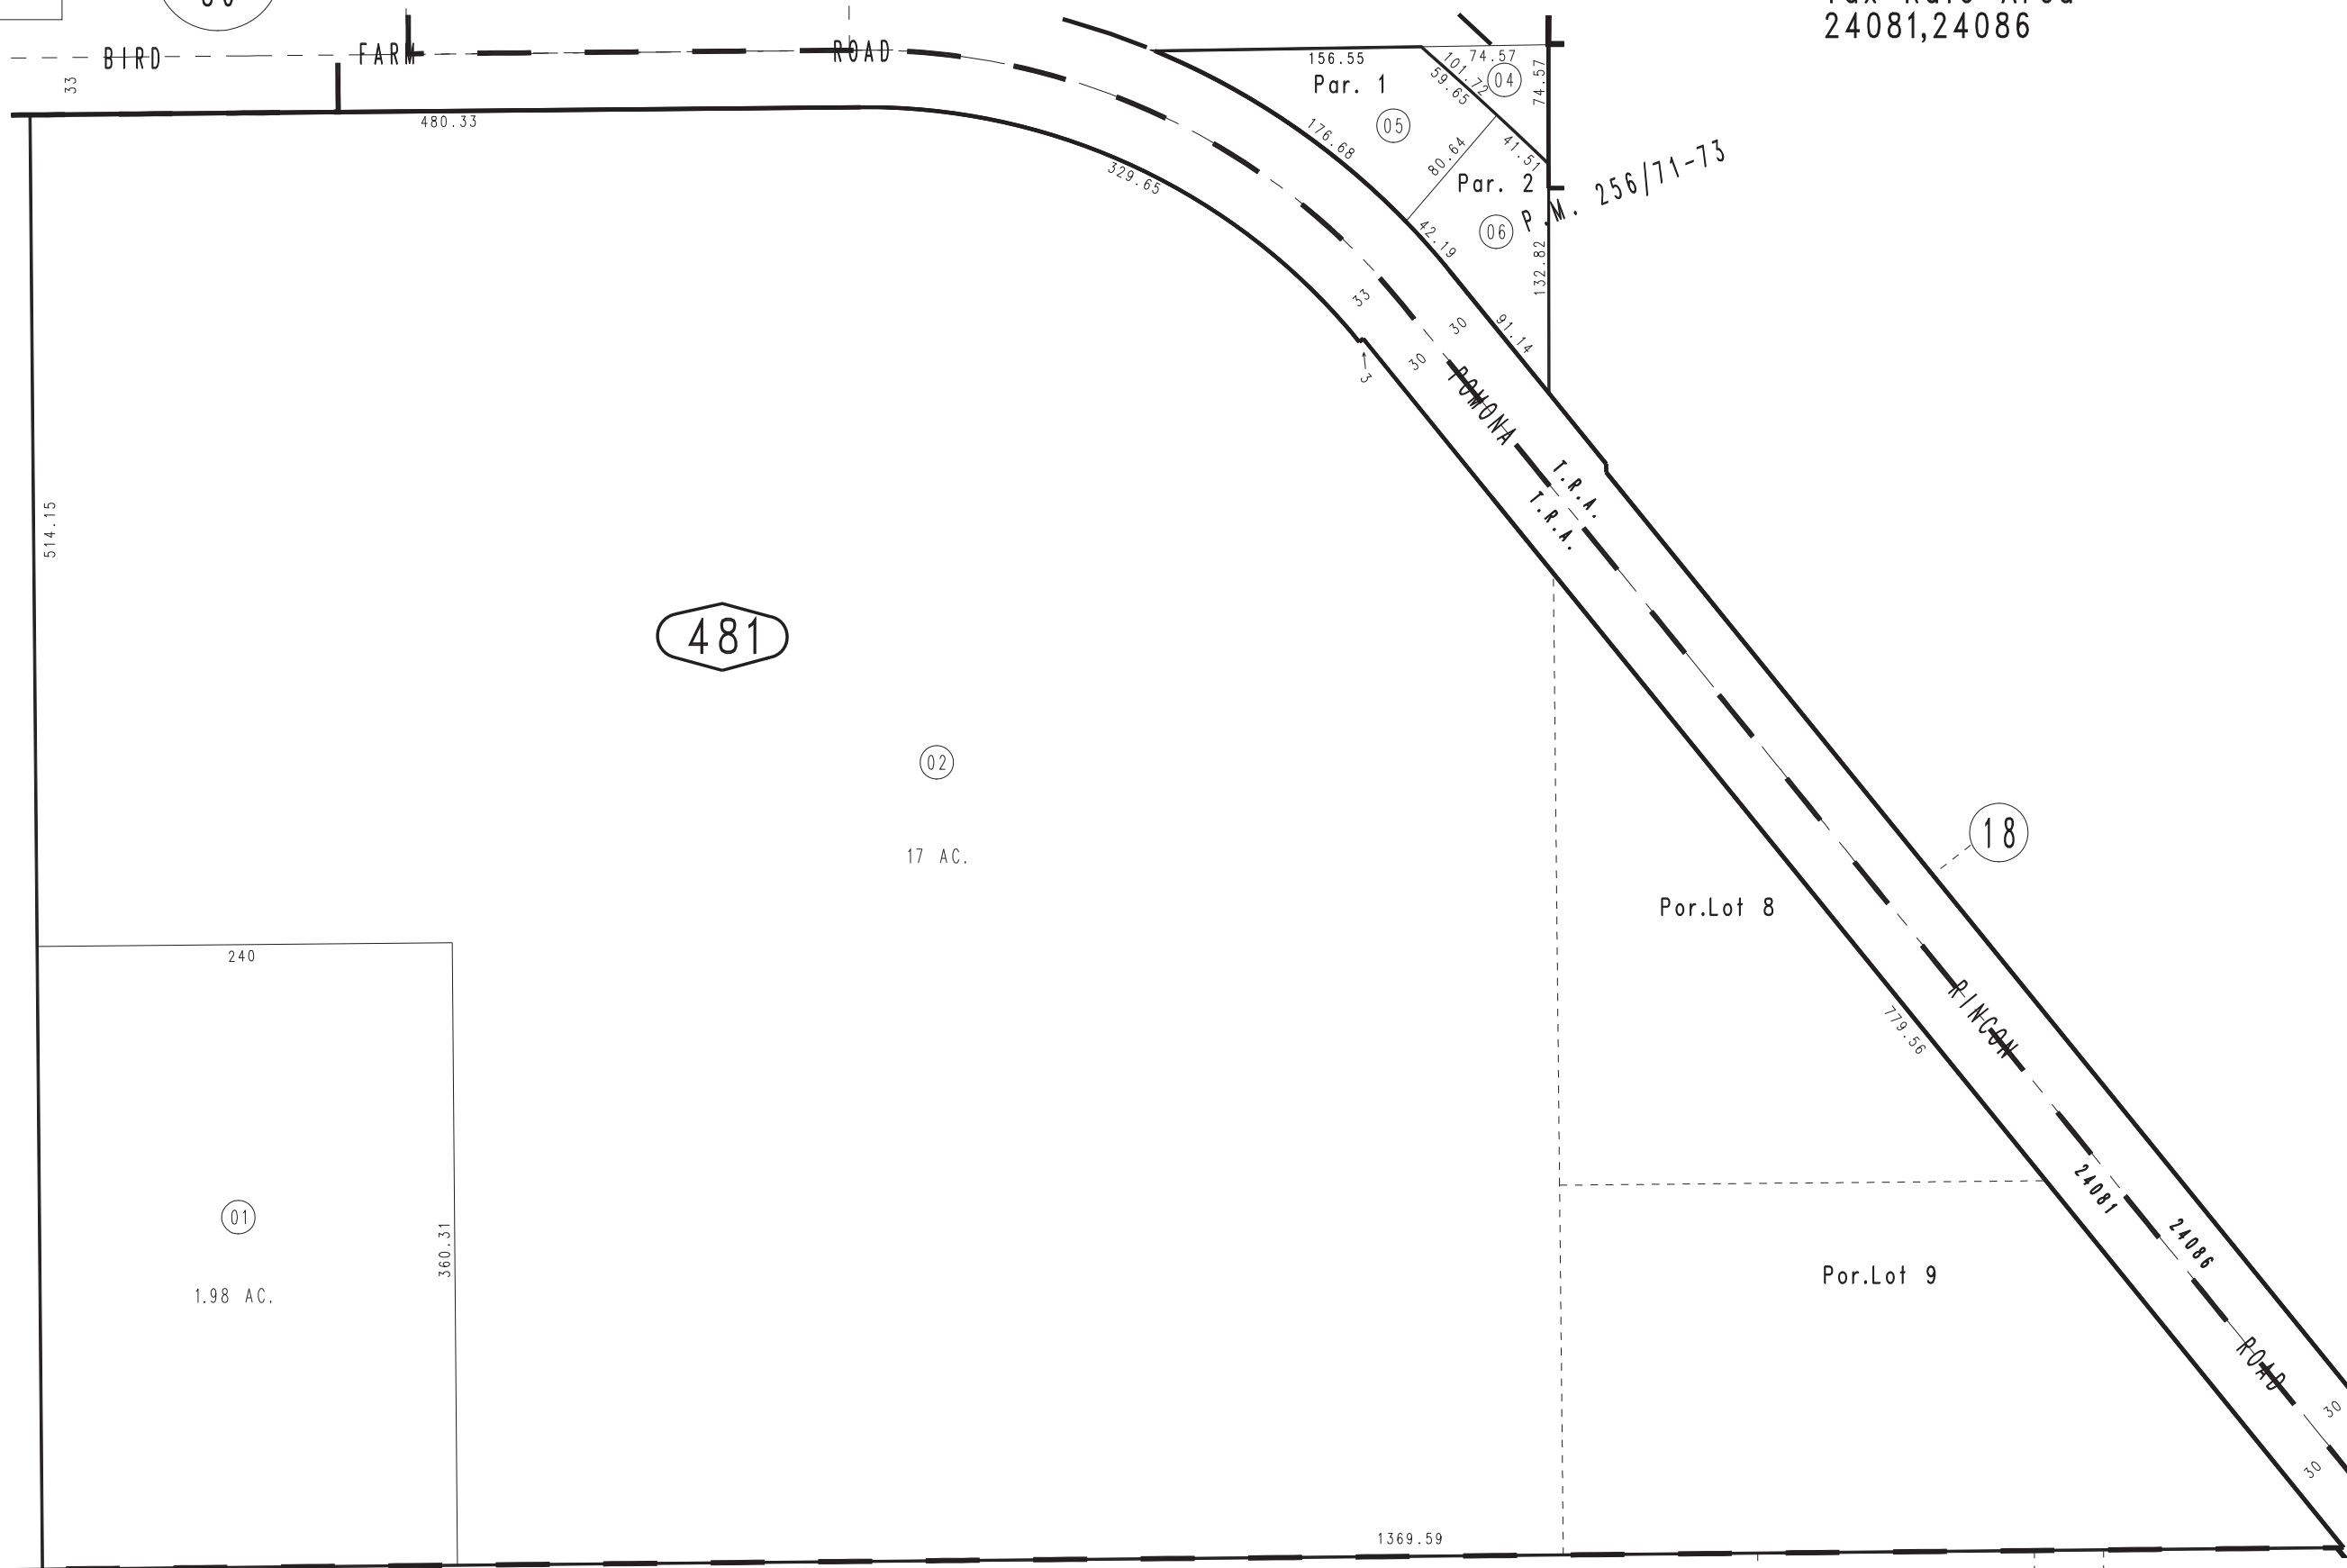 24081,24086
BIRD FARM ROAD
33
480.33
156.55
74.57
101.72
59.65
04
74.57
Par. 1
05
176.68
80.64
41.51
Par. 2
P.M. 256/71-73
06
329.65
42.19
132.82
33
30
91.14
30
3
POMONA
T.R.A.
T.R.A.
514.15
481
02
17 AC.
18
Por.Lot 8
240
RINCON
779.56
24081
24086
01
360.31
1.98 AC.
Por.Lot 9
ROAD
30
30
1369.59